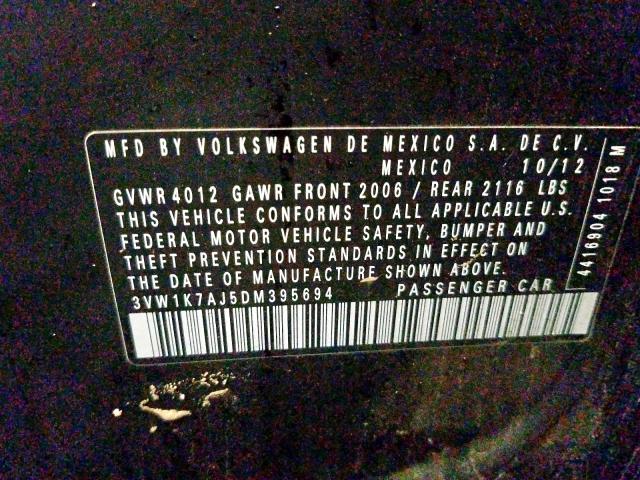 MFD BY VOLKSWAGEN DE MEXICO S.A. DE C.V.
MEXICO 10/12
GVWR 4012 GAWR FRONT 2006 / REAR 2116 LBS
THIS VEHICLE CONFORMS TO ALL APPLICABLE U.S.
FEDERAL MOTOR VEHICLE SAFETY, BUMPER AND
THEFT PREVENTION STANDARDS IN EFFECT ON
THE DATE OF MANUFACTURE SHOWN ABOVE.
3VW1K7AJ5DM395694 PASSENGER CAR
4416904 1018 M